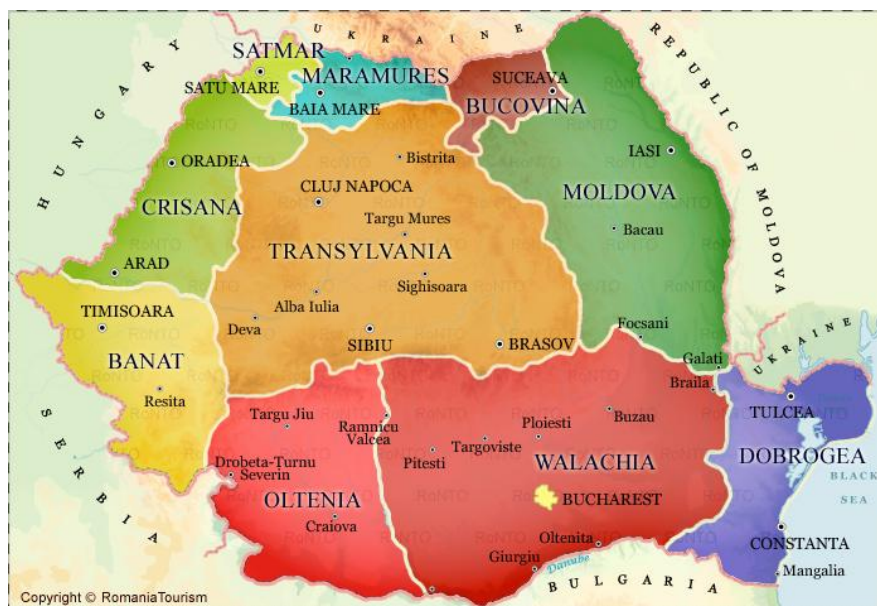 UKRAINE
REPUBLIC OF MOLDOVA
HUNGARY
SATMAR
SATU MARE
MARAMURES
BAIA MARE
SUCEAVA
BUCOVINA
ORADEA
Bistrita
IASI
CRISANA
CLUJ NAPOCA
MOLDOVA
Targu Mures
Bacau
TRANSYLVANIA
ARAD
Sighisoara
Alba Iulia
TIMISOARA
Deva
SIBIU
BRASOV
Focsani
UKRAINE
BANAT
Galati
Resita
Braila
TULCEA
SERBIA
Targu Jiu
Ramnicu
Valcea
Ploiesti
Buzau
Targoviste
Pitesti
WALACHIA
DOBROGEA
Drobeta-Turnu
Severin
BLACK
SEA
OLTENIA
BUCHAREST
Craiova
Oltenita
CONSTANTA
Giurgiu
Danube
Mangalia
BULGARIA
Copyright © RomaniaTourism
RoNTO